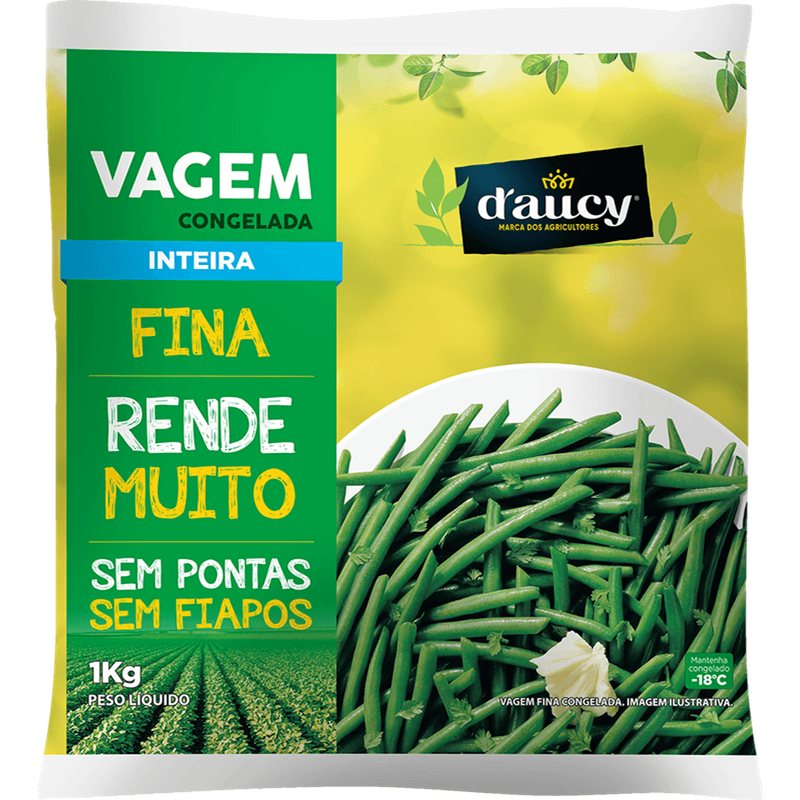 VAGEM
CONGELADA
INTEIRA
FINA
RENDE
MUITO
SEM PONTAS
SEM FIAPOS
1Kg
PESO LÍQUIDO
d'aucy®
MARCA DOS AGRICULTORES
Mantenha
congelado
-18°C
VAGEM FINA CONGELADA. IMAGEM ILUSTRATIVA.